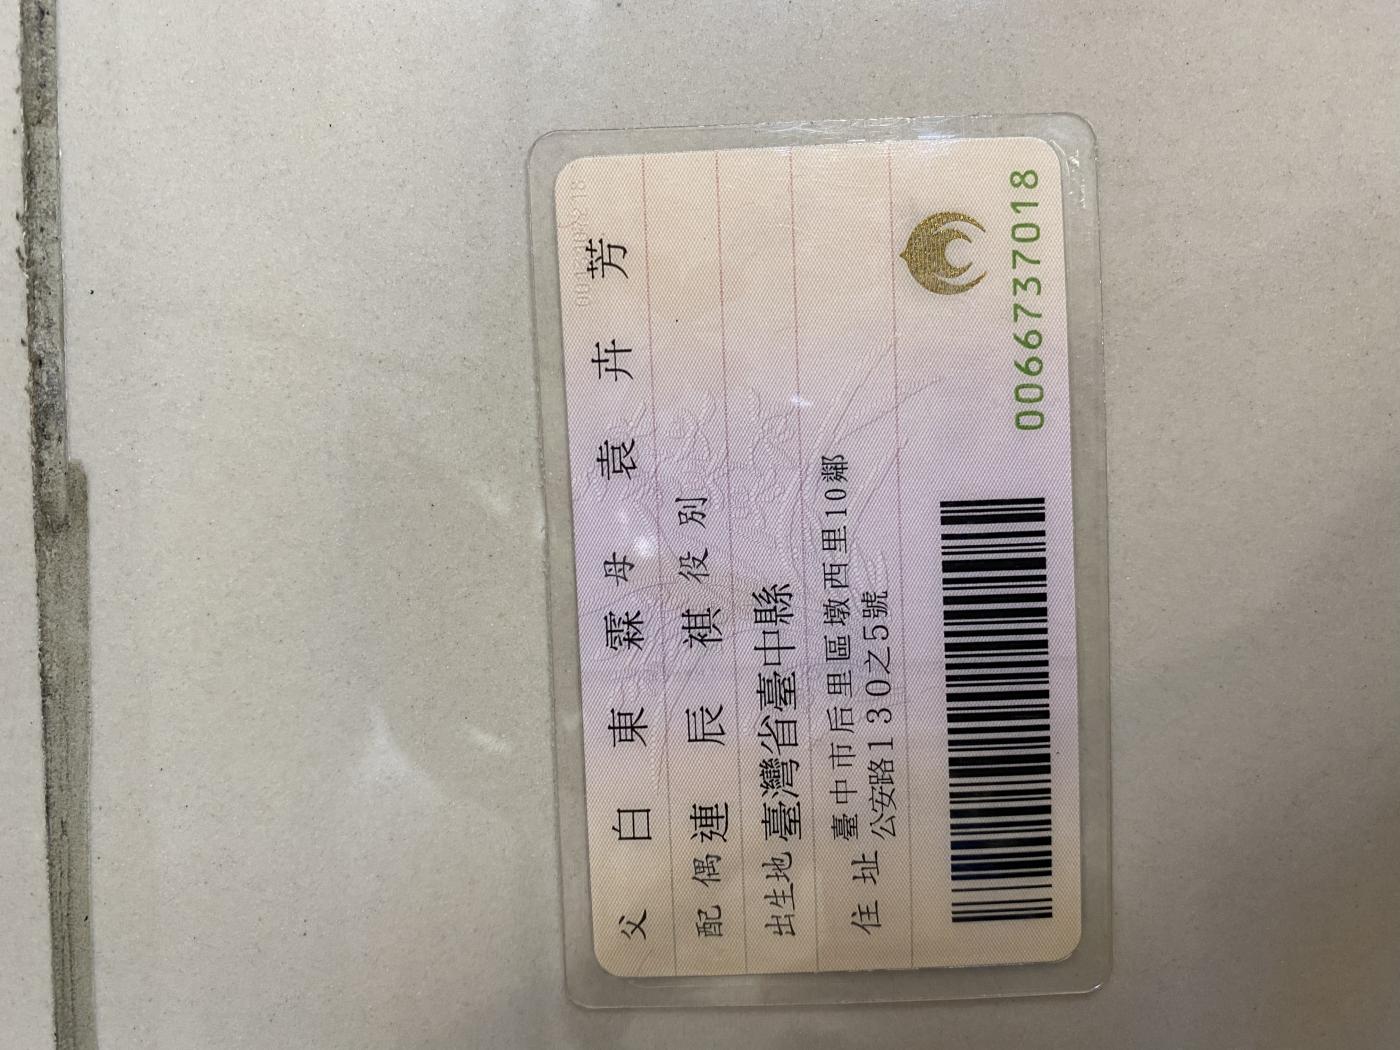 父 白東霖 母 袁卉芳
配偶 連辰褀 役別
出生地 臺灣省臺中縣
住址 臺中市后里區墩西里10鄰
公安路130之5號
0066737018